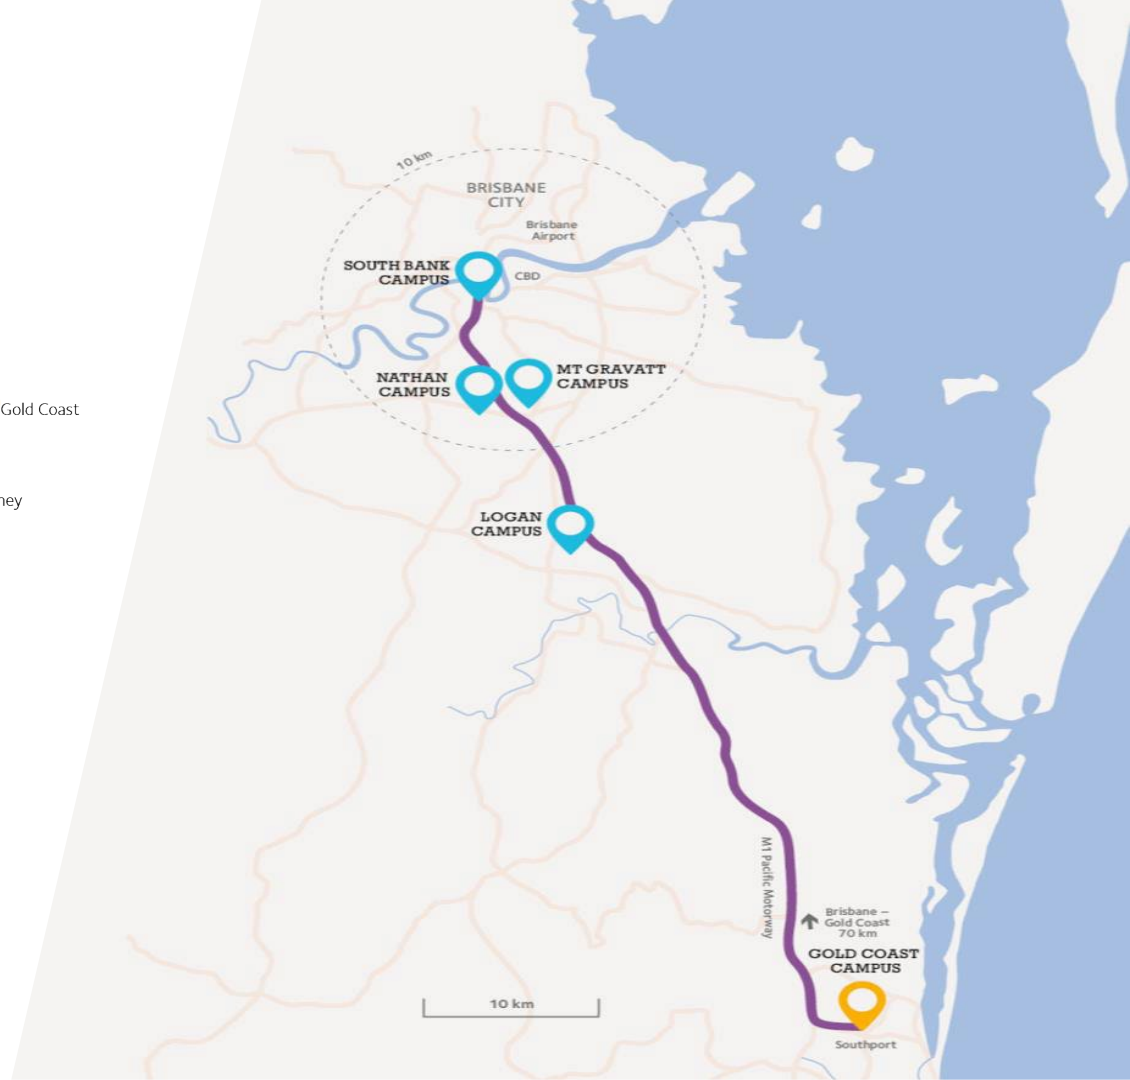 10 km
BRISBANE
CITY
Brisbane
Airport
SOUTH BANK
CAMPUS
CBD
NATHAN
CAMPUS
MT GRAVATT
CAMPUS
Gold Coast
ney
LOGAN
CAMPUS
M1 Pacific Motorway
Brisbane –
Gold Coast
70 km
GOLD COAST
CAMPUS
10 km
Southport